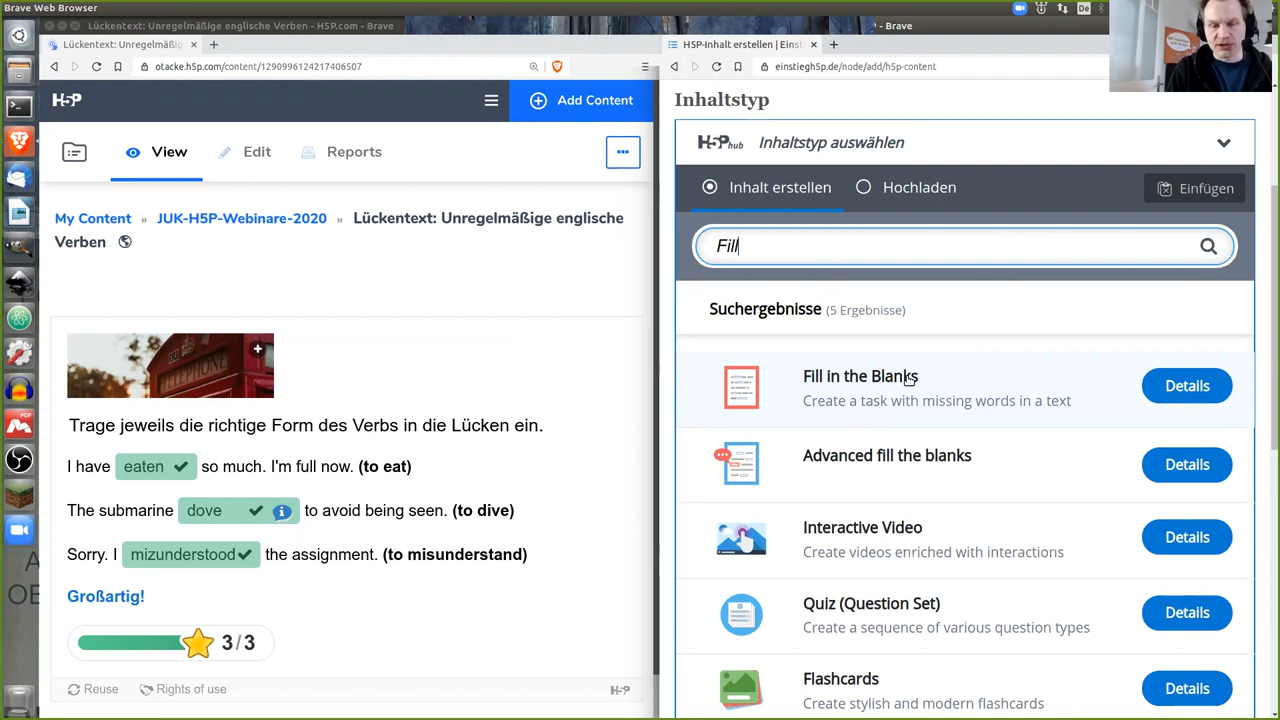 Brave Web Browser
De
Lückentext: Unregelmäßige englische Verben - H5P.com - Brave
- Brave
Lückentext: Unregelmäßig
otacke.h5p.com/content/1290996124217406507
H5P
Add Content
View
Edit
Reports
My Content » JUK-H5P-Webinare-2020 » Lückentext: Unregelmäßige englische
Verben
TELEPHONE
Trage jeweils die richtige Form des Verbs in die Lücken ein.
I have eaten so much. I'm full now. (to eat)
The submarine dove to avoid being seen. (to dive)
Sorry. I mizunderstood the assignment. (to misunderstand)
Großartig!
3/3
Reuse
Rights of use
H5P
H5P-Inhalt erstellen | Einst
einstiegh5p.de/node/add/h5p-content
Inhaltstyp
H5P hub Inhaltstyp auswählen
Inhalt erstellen
Hochladen
Einfügen
Fill
Suchergebnisse (5 Ergebnisse)
Fill in the Blanks
Create a task with missing words in a text
Details
Advanced fill the blanks
Details
Interactive Video
Create videos enriched with interactions
Details
Quiz (Question Set)
Create a sequence of various question types
Details
Flashcards
Create stylish and modern flashcards
Details